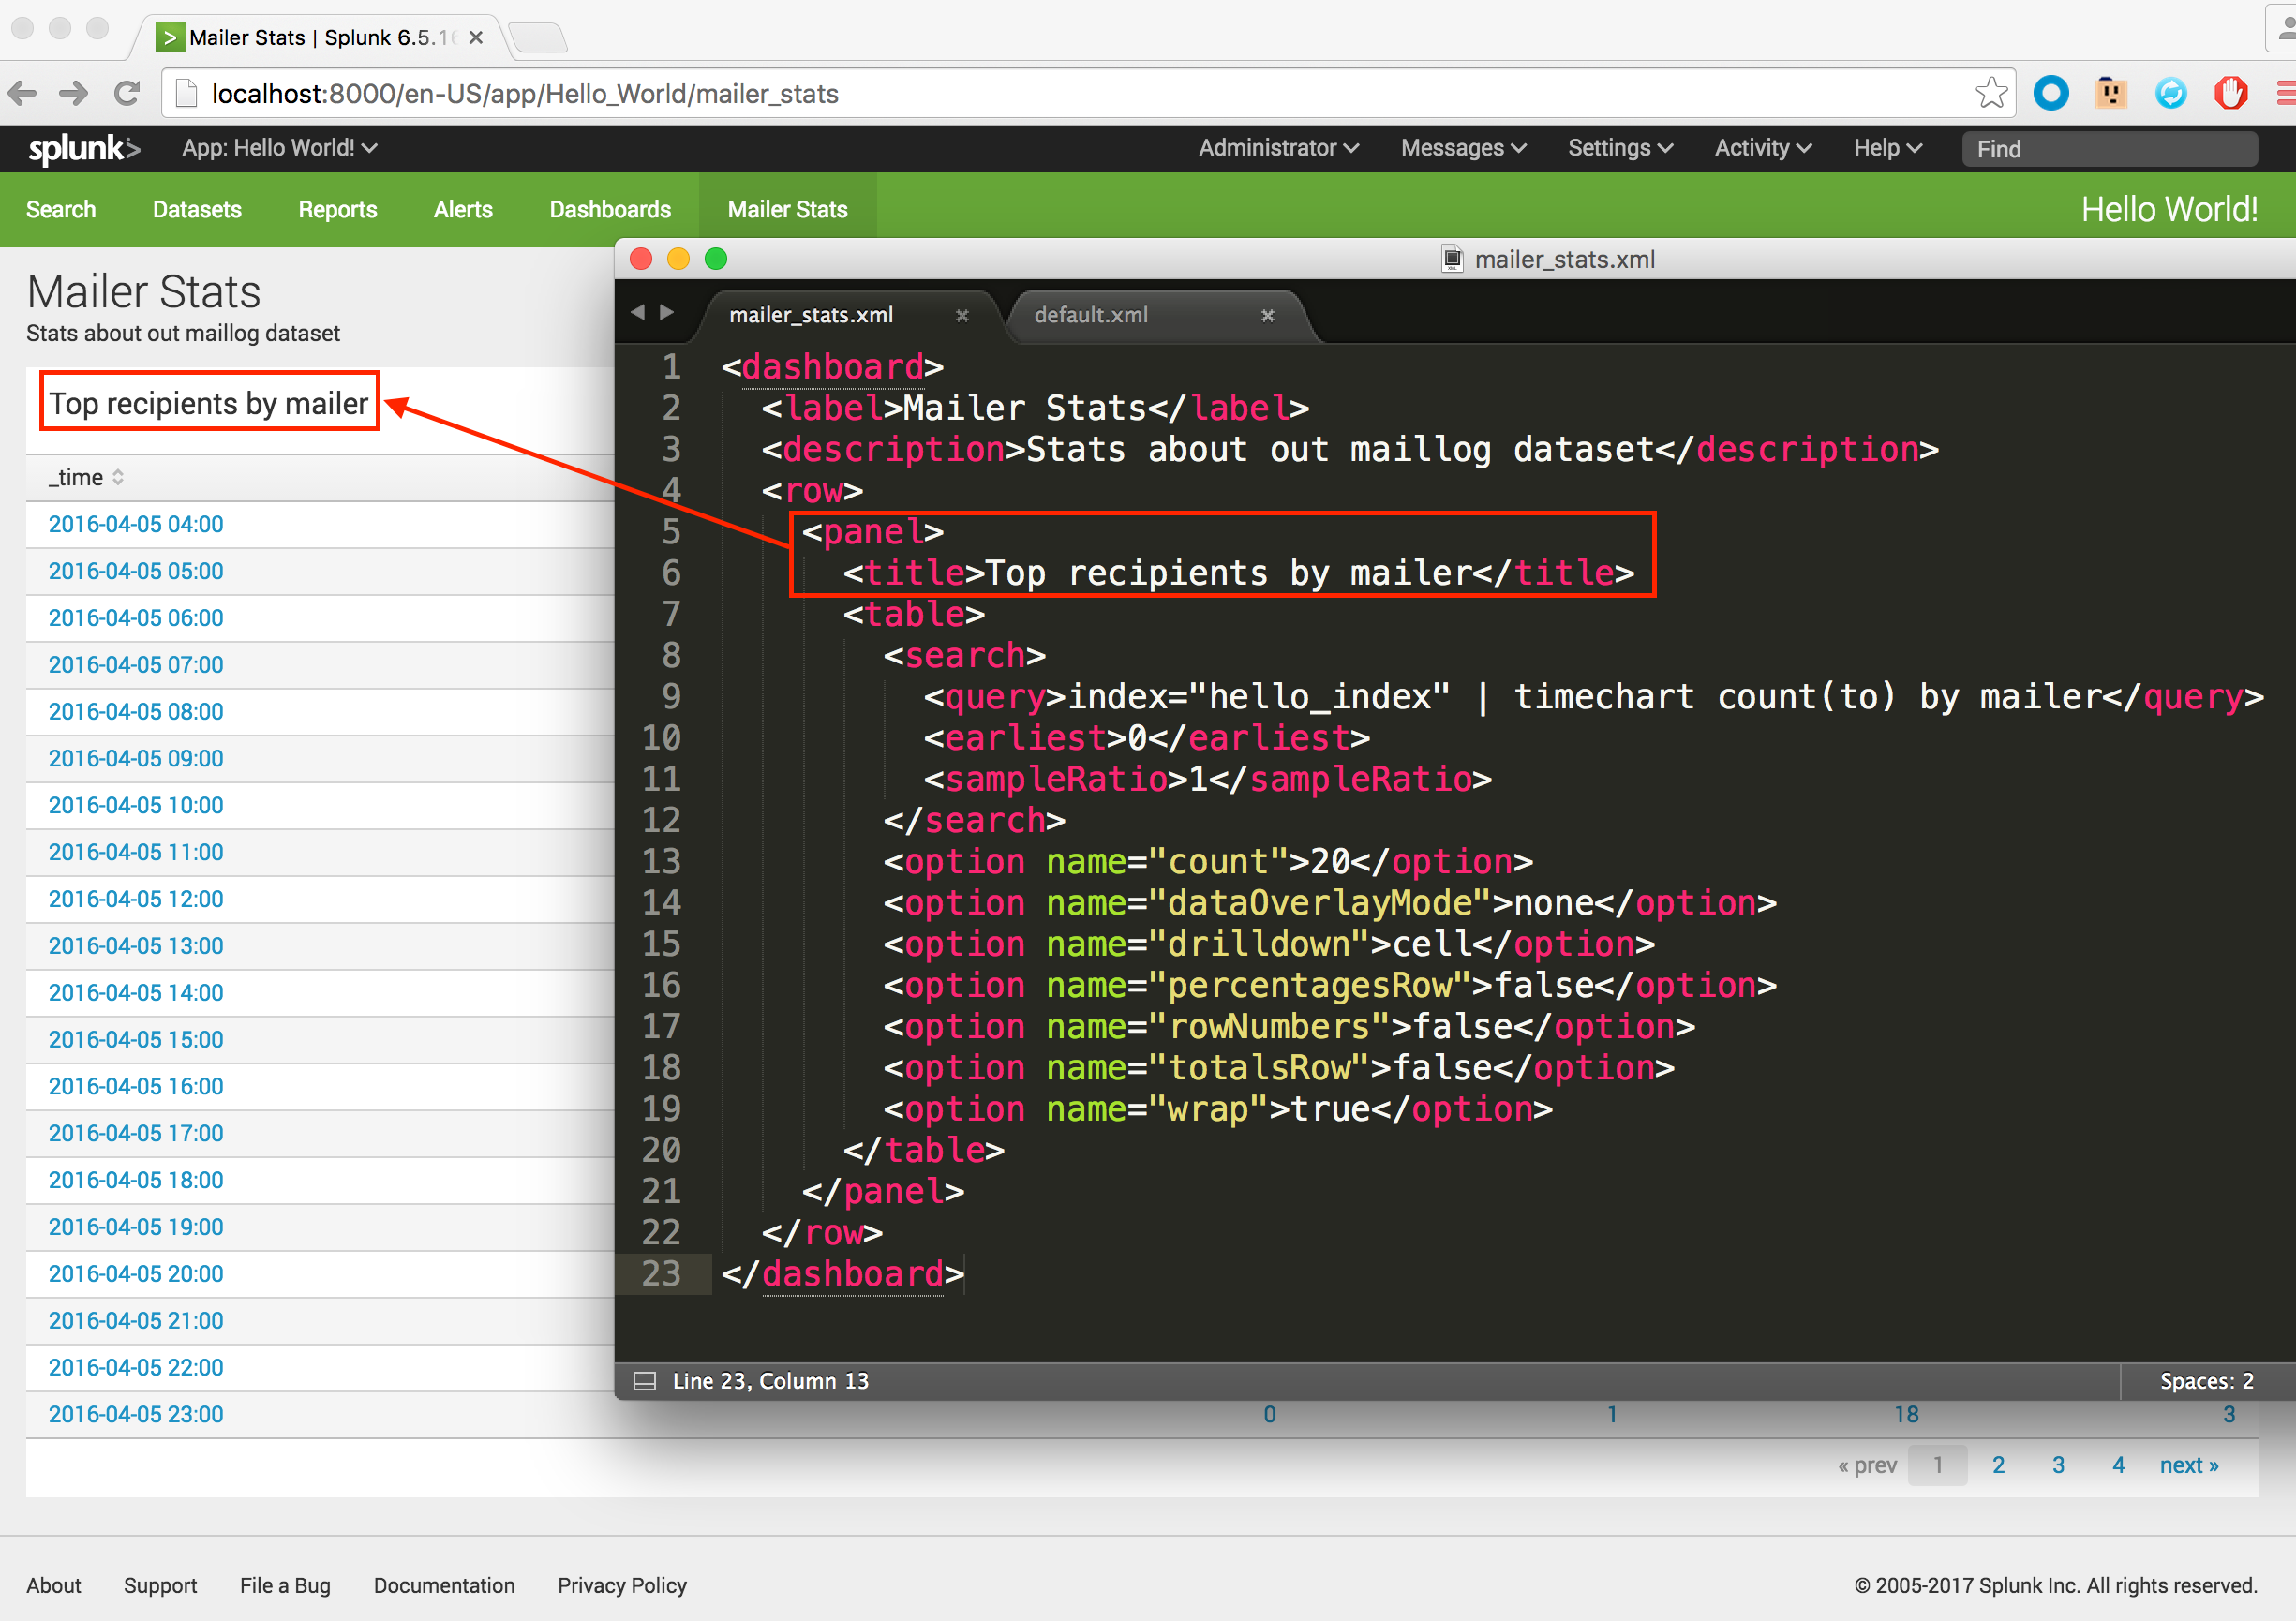 Mailer Stats | Splunk 6.5.16
localhost:8000/en-US/app/Hello_World/mailer_stats
splunk> App: Hello World! Administrator Messages Settings Activity Help Find
Search Datasets Reports Alerts Dashboards Mailer Stats Hello World!
Mailer Stats
Stats about out maillog dataset
Top recipients by mailer
_time
2016-04-05 04:00
2016-04-05 05:00
2016-04-05 06:00
2016-04-05 07:00
2016-04-05 08:00
2016-04-05 09:00
2016-04-05 10:00
2016-04-05 11:00
2016-04-05 12:00
2016-04-05 13:00
2016-04-05 14:00
2016-04-05 15:00
2016-04-05 16:00
2016-04-05 17:00
2016-04-05 18:00
2016-04-05 19:00
2016-04-05 20:00
2016-04-05 21:00
2016-04-05 22:00
2016-04-05 23:00 0 1 18 3
mailer_stats.xml
mailer_stats.xml default.xml
1 <dashboard>
2 <label>Mailer Stats</label>
3 <description>Stats about out maillog dataset</description>
4 <row>
5 <panel>
6 <title>Top recipients by mailer</title>
7 <table>
8 <search>
9 <query>index="hello_index" | timechart count(to) by mailer</query>
10 <earliest>0</earliest>
11 <sampleRatio>1</sampleRatio>
12 </search>
13 <option name="count">20</option>
14 <option name="dataOverlayMode">none</option>
15 <option name="drilldown">cell</option>
16 <option name="percentagesRow">false</option>
17 <option name="rowNumbers">false</option>
18 <option name="totalsRow">false</option>
19 <option name="wrap">true</option>
20 </table>
21 </panel>
22 </row>
23 </dashboard>
Line 23, Column 13 Spaces: 2
« prev 1 2 3 4 next »
About Support File a Bug Documentation Privacy Policy © 2005-2017 Splunk Inc. All rights reserved.